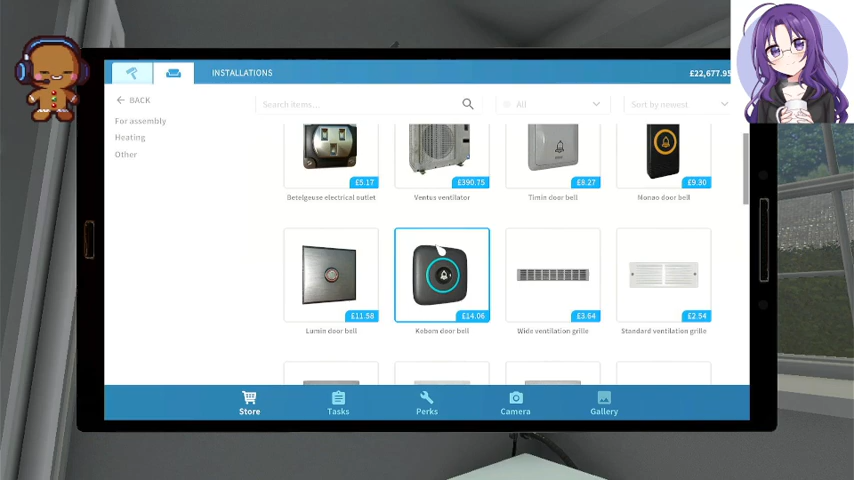 INSTALLATIONS
£22,677.95
BACK
Search items...
All
Sort by newest
For assembly
Heating
Other
£5.17
£390.75
£8.27
£9.30
Betelgeuse electrical outlet
Ventus ventilator
Timin door bell
Nonao door bell
£11.58
£14.06
£3.64
£2.54
Lumin door bell
Kebom door bell
Wide ventilation grille
Standard ventilation grille
Store
Tasks
Perks
Camera
Gallery